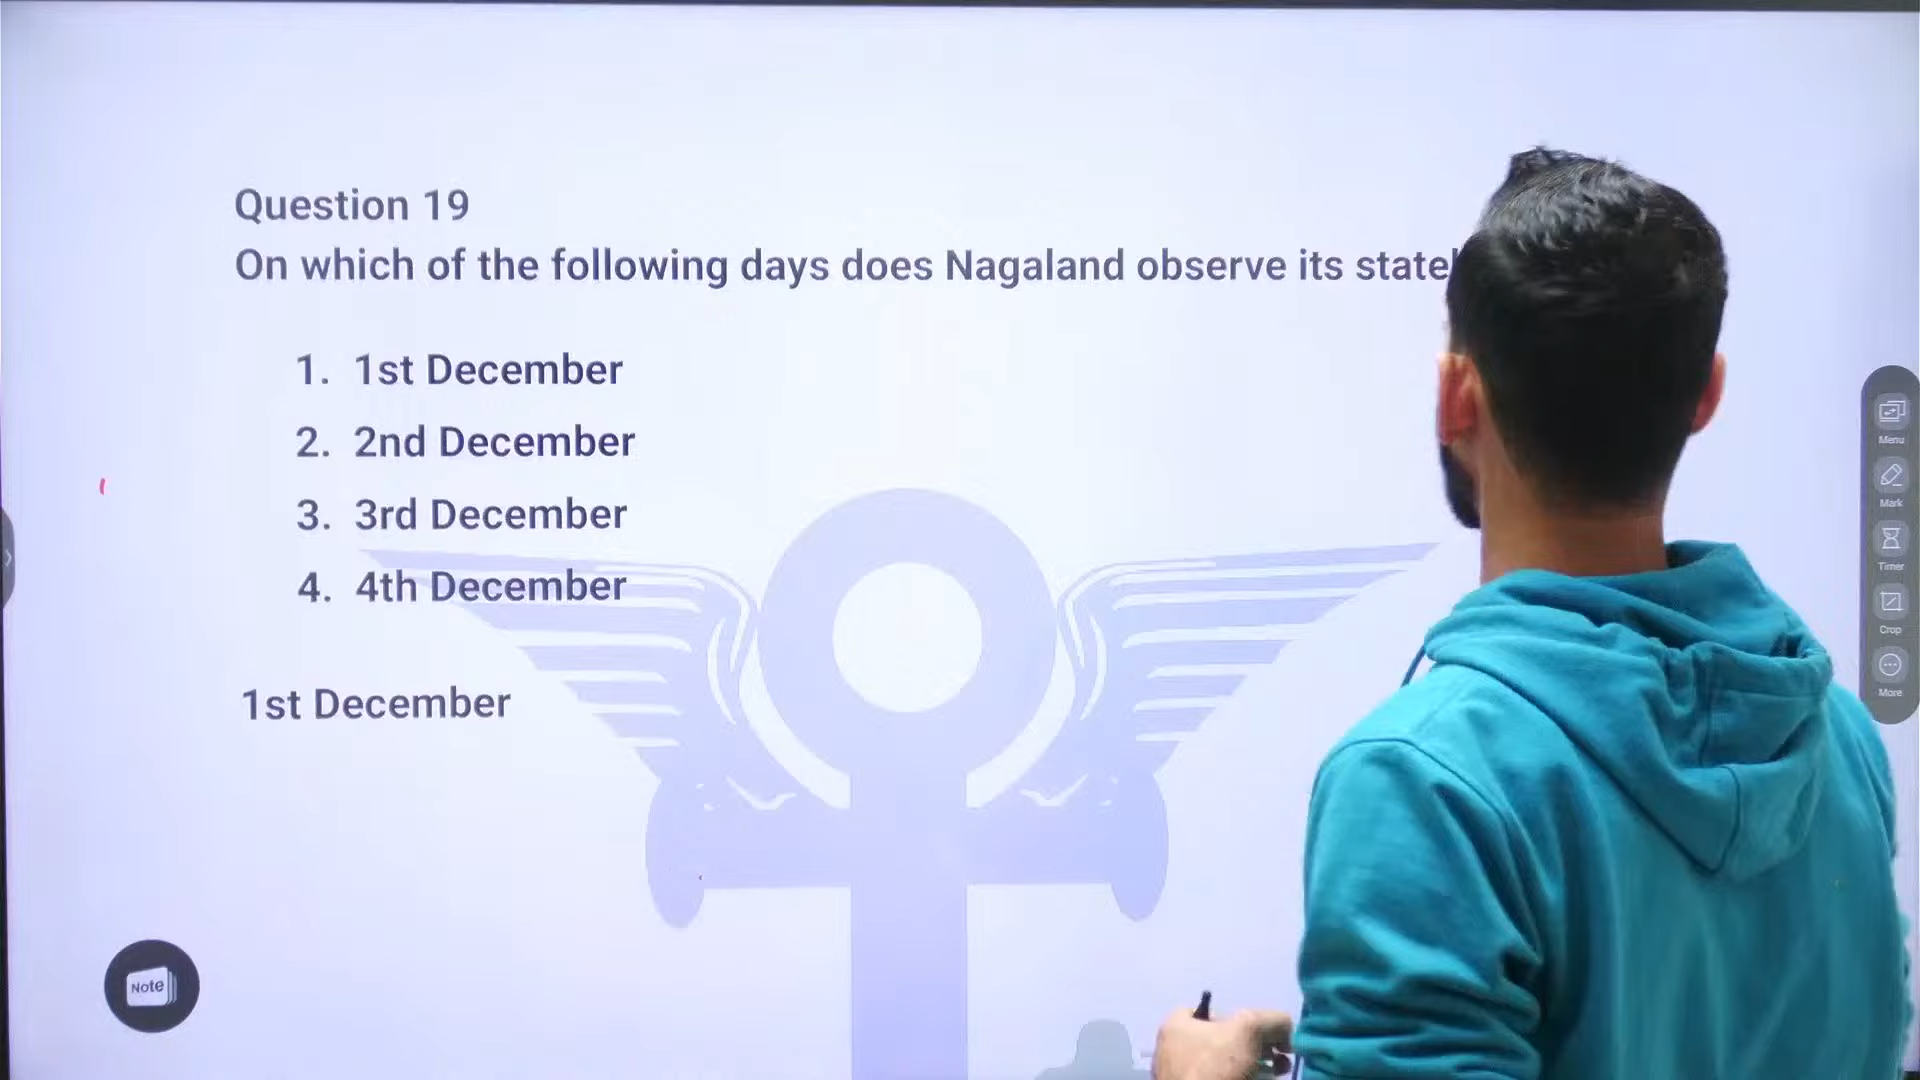 Question 19
On which of the following days does Nagaland observe its
1. 1st December
2. 2nd December
3. 3rd December
4. 4th December
1st December
Menu
Mark
Timer
Crop
More
Note